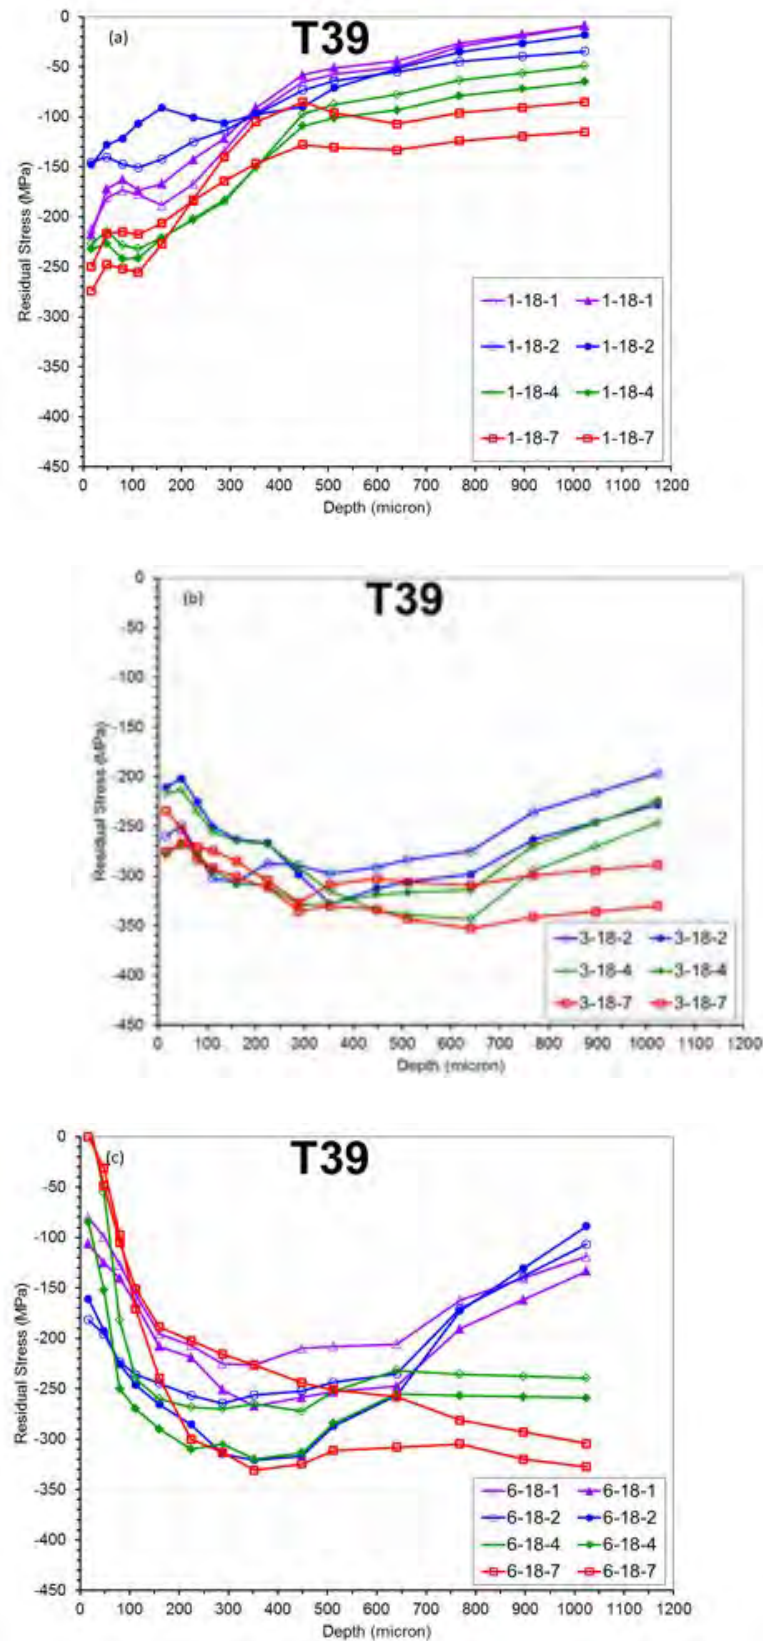 (a)
T39
Residual Stress (MPa)
0
-50
-100
-150
-200
-250
-300
-350
-400
-450
1-18-1 1-18-1
1-18-2 1-18-2
1-18-4 1-18-4
1-18-7 1-18-7
0 100 200 300 400 500 600 700 800 900 1000 1100 1200
Depth (micron)
(b)
T39
Residual Stress (MPa)
0
-50
-100
-150
-200
-250
-300
-350
-400
-450
3-18-2 3-18-2
3-18-4 3-18-4
3-18-7 3-18-7
0 100 200 300 400 500 600 700 800 900 1000 1100 1200
Depth (micron)
(c)
T39
Residual Stress (MPa)
0
-50
-100
-150
-200
-250
-300
-350
-400
-450
6-18-1 6-18-1
6-18-2 6-18-2
6-18-4 6-18-4
6-18-7 6-18-7
0 100 200 300 400 500 600 700 800 900 1000 1100 1200
Depth (micron)